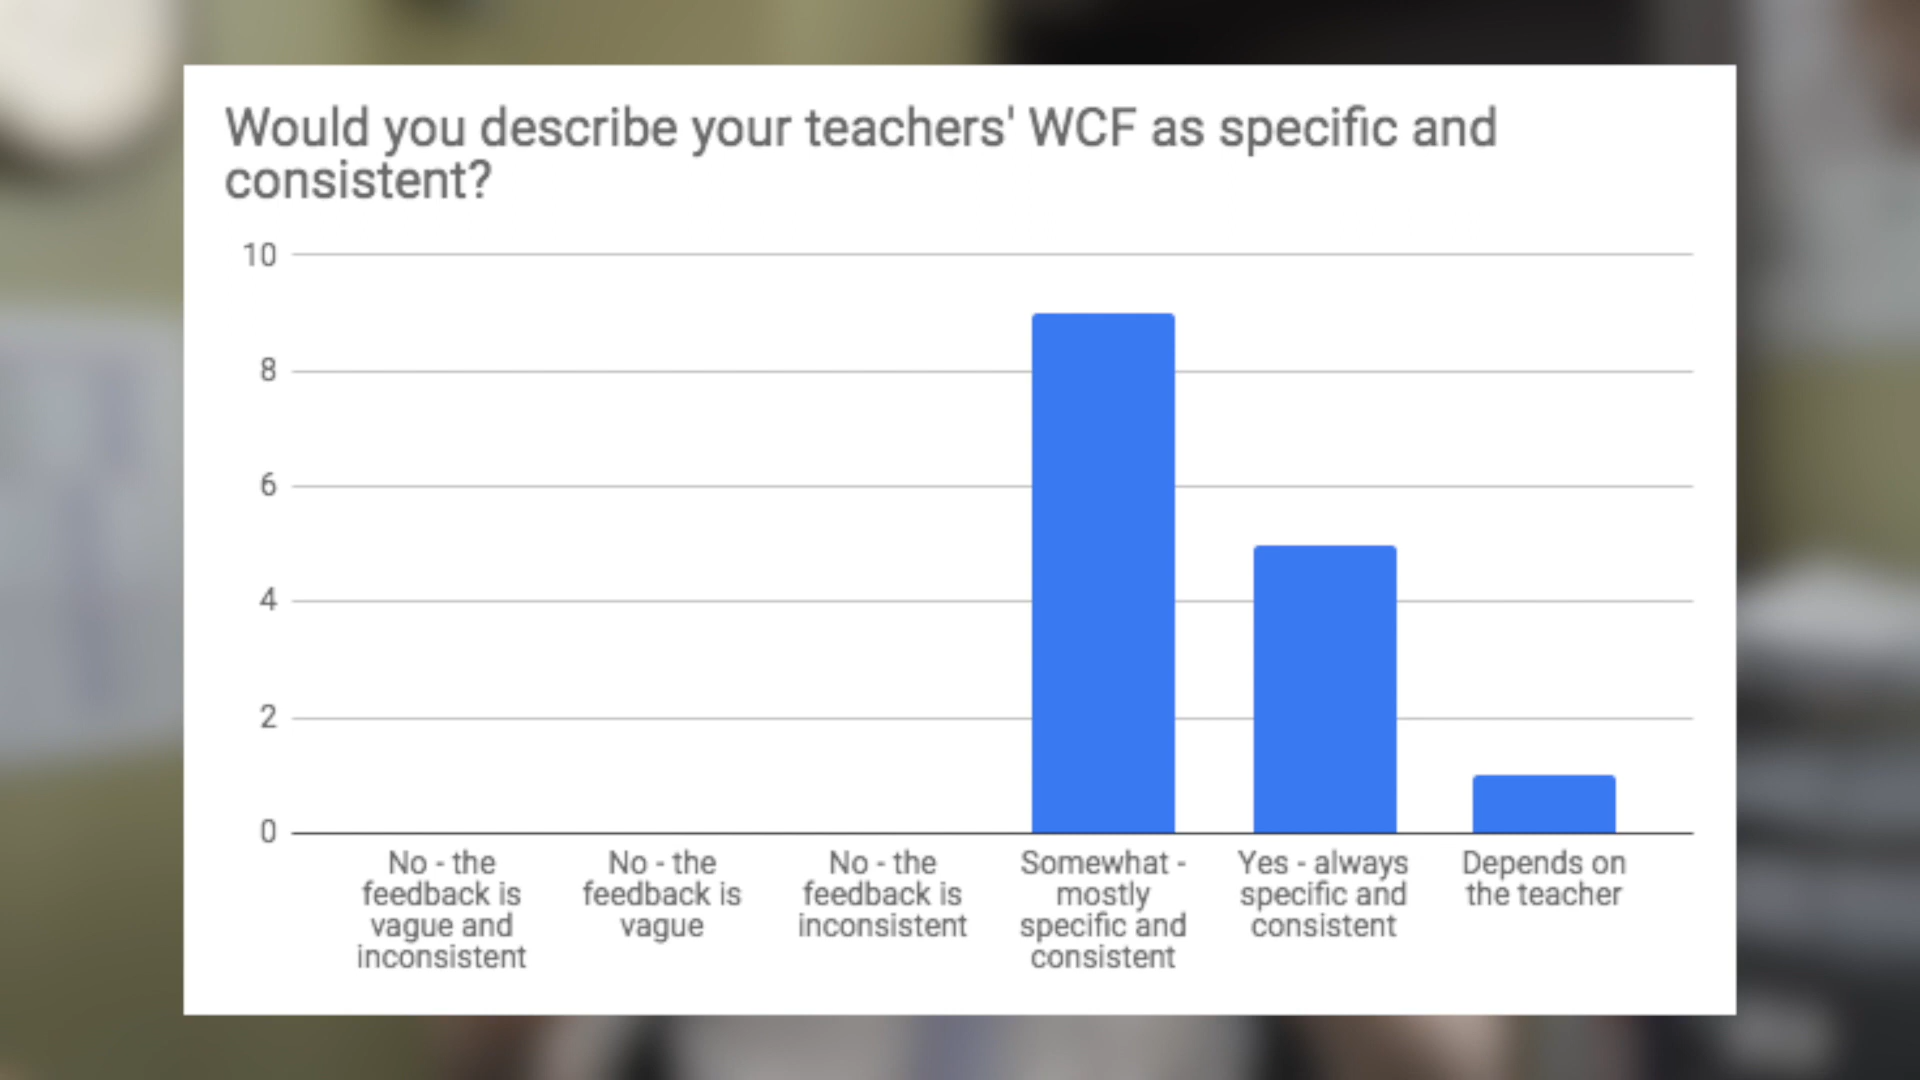 Would you describe your teachers' WCF as specific and
consistent?
10
8
6
4
2
0
No - the
feedback is
vague and
inconsistent
No - the
feedback is
vague
No - the
feedback is
inconsistent
Somewhat -
mostly
specific and
consistent
Yes - always
specific and
consistent
Depends on
the teacher